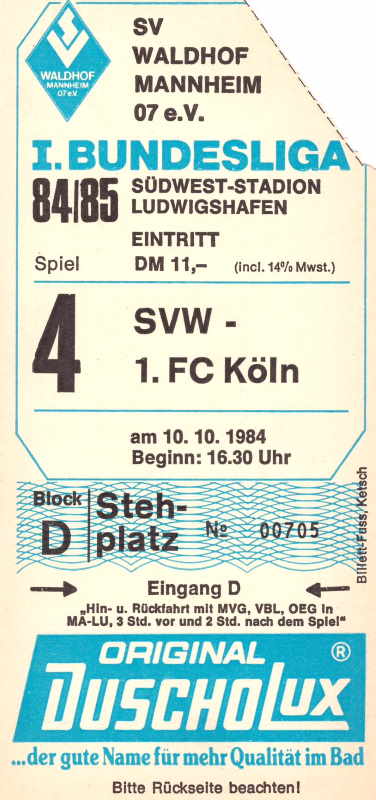 WALDHOF
MANNHEIM
07 e.V.
SV
WALDHOF
MANNHEIM
07 e.V.
I. BUNDESLIGA
84/85 SÜDWEST-STADION
LUDWIGSHAFEN
EINTRITT
Spiel DM 11,– (incl. 14% Mwst.)
4 SVW -
1. FC Köln
am 10. 10. 1984
Beginn: 16.30 Uhr
Block D
Steh-
platz
№ 00705
Billett-Fuss, Ketsch
Eingang D
„Hin- u. Rückfahrt mit MVG, VBL, OEG in
MA-LU, 3 Std. vor und 2 Std. nach dem Spiel“
ORIGINAL ®
DUSCHOLUX
...der gute Name für mehr Qualität im Bad
Bitte Rückseite beachten!